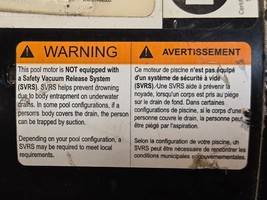 WARNING
This pool motor is NOT equipped with
a Safety Vacuum Release System
(SVRS). SVRS helps prevent drowning
due to body entrapment on underwater
drains. In some pool configurations, if a
person's body covers the drain, the person
can be trapped by suction.
Depending on your pool configuration, a
SVRS may be required to meet local
requirements.
AVERTISSEMENT
Ce moteur de piscine n'est pas équipé
d'un système de sécurité à vide
(SVRS). Une SVRS aide à prévenir la
noyade, lorsqu'un corps est pris au piège
sur le drain de fond. Dans certaines
configurations de piscine, si le corps d'une
personne couvre le drain, la personne peut
être piégé par l'aspiration.
Selon la configuration de votre piscine, un
SVRS peut être nécessaire de rencontrer les
conditions municipales